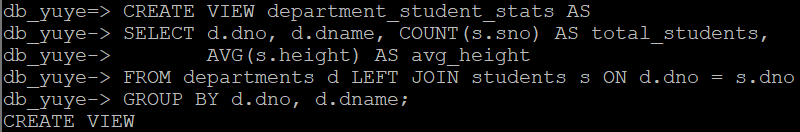 db_yuye=> CREATE VIEW department_student_stats AS
db_yuye-> SELECT d.dno, d.dname, COUNT(s.sno) AS total_students,
db_yuye->        AVG(s.height) AS avg_height
db_yuye-> FROM departments d LEFT JOIN students s ON d.dno = s.dno
db_yuye-> GROUP BY d.dno, d.dname;
CREATE VIEW